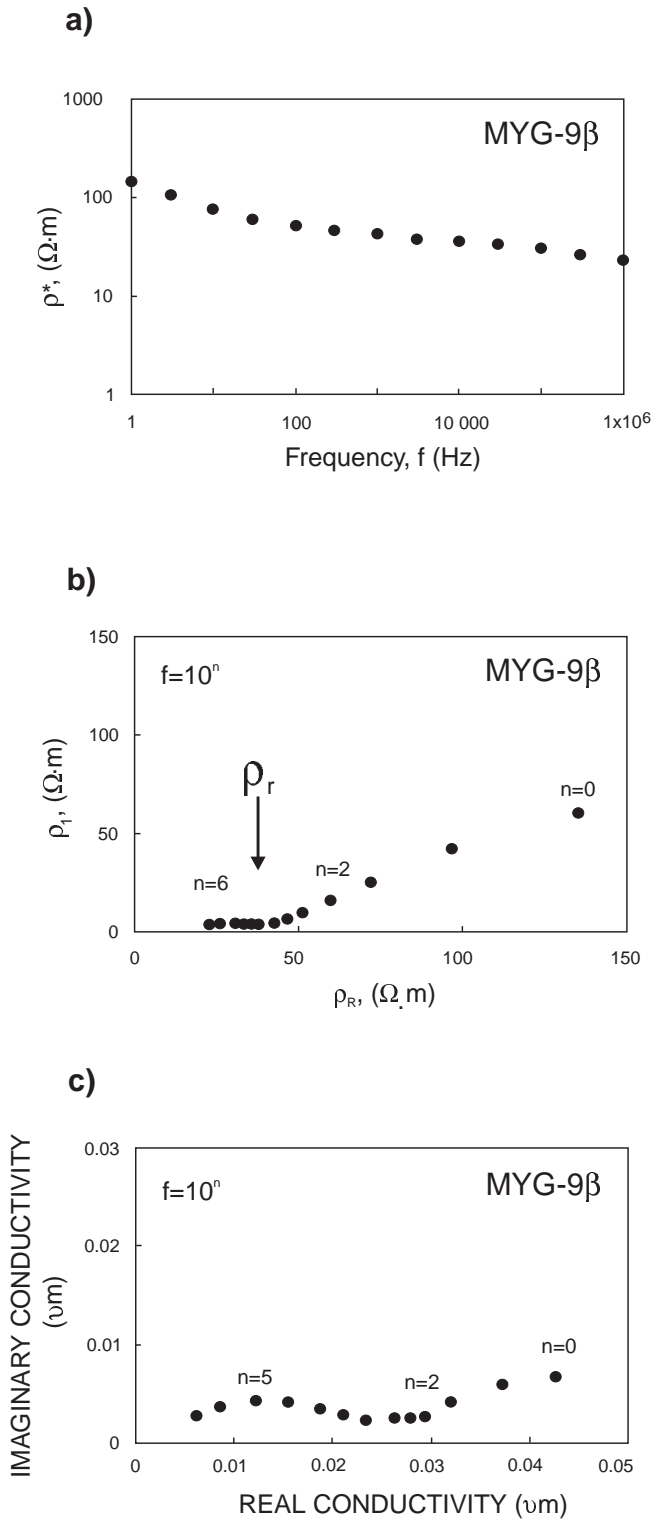 a)
1000
100
10
1
ρ*, (Ω·m)
MYG-9β
1
100
10 000
1x10⁶
Frequency, f (Hz)
b)
150
100
50
0
ρ₁, (Ω·m)
f=10ⁿ
MYG-9β
ρr
n=6
n=2
n=0
0
50
100
150
ρR, (Ω.m)
c)
0.03
0.02
0.01
0
IMAGINARY CONDUCTIVITY
(υm)
f=10ⁿ
MYG-9β
n=5
n=2
n=0
0
0.01
0.02
0.03
0.04
0.05
REAL CONDUCTIVITY (υm)